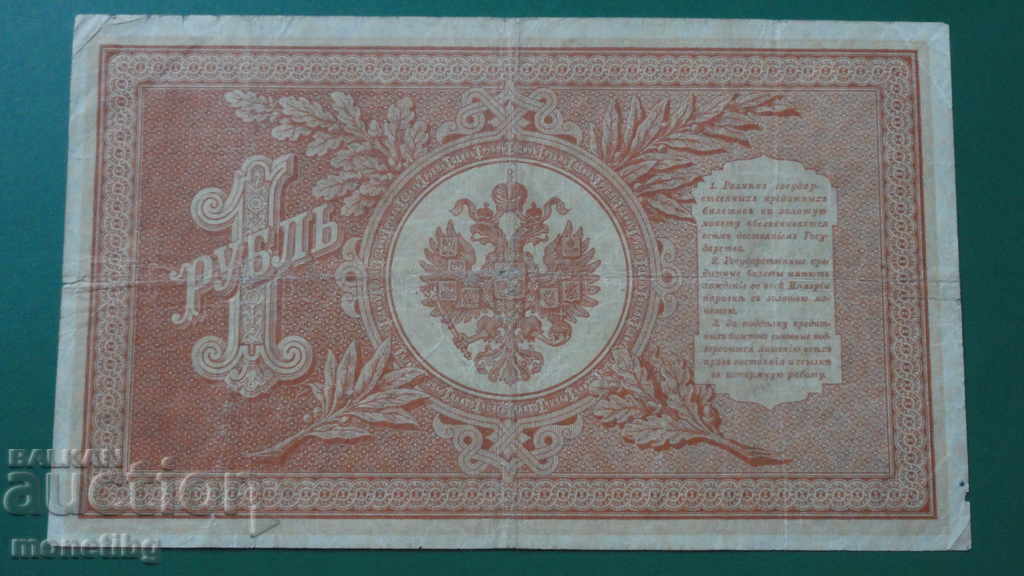 1
РУБЛЬ
1. Размѣнъ государ-
ственныхъ кредитныхъ
билетовъ на золотую
монету обезпечивается
всѣмъ достояніемъ Госу-
дарства.
2. Государственные кре-
дитные билеты имѣютъ
хожденіе во всей Имперіи
наравнѣ съ золотою мо-
нетою.
3. За поддѣлку кредит-
ныхъ билетовъ виновные под-
вергаются лишенію всѣхъ
правъ состоянія и ссылкѣ
въ каторжную работу.
BALKAN
auction
monetibg